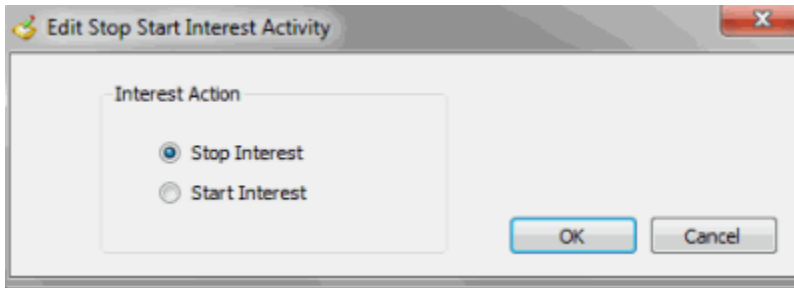 Edit Stop Start Interest Activity
Interest Action
Stop Interest
Start Interest
OK Cancel